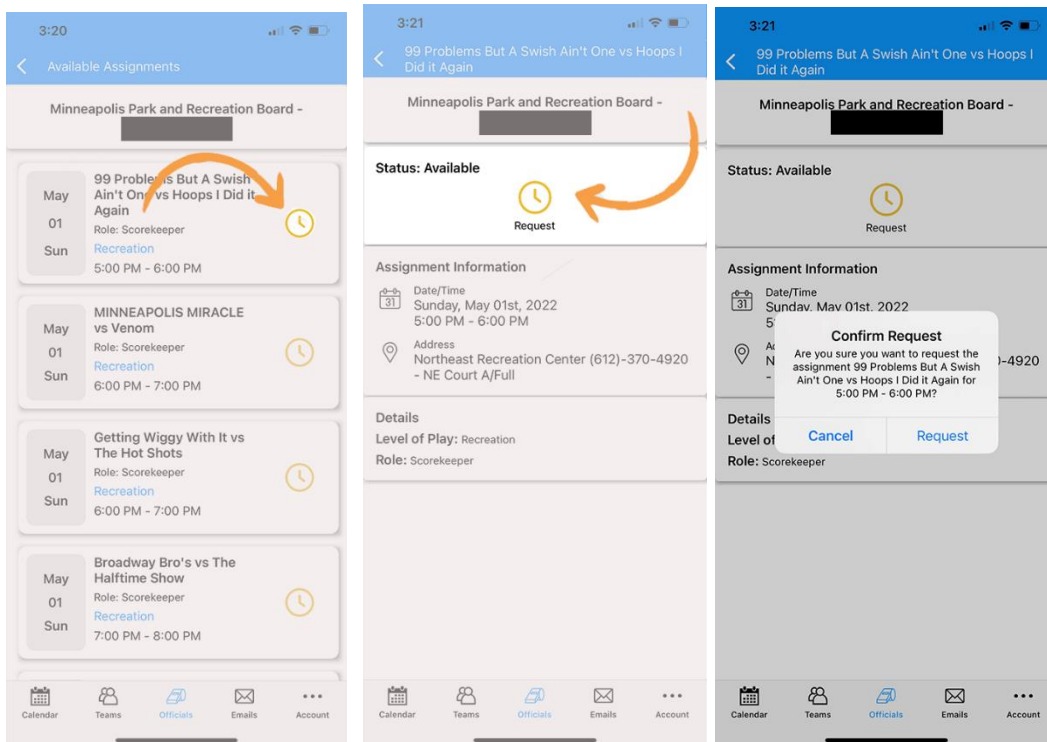 3:20
Available Assignments
Minneapolis Park and Recreation Board -
May
01
Sun
99 Problems But A Swish
Ain't One vs Hoops I Did it
Again
Role: Scorekeeper
Recreation
5:00 PM - 6:00 PM
May
01
Sun
MINNEAPOLIS MIRACLE
vs Venom
Role: Scorekeeper
Recreation
6:00 PM - 7:00 PM
May
01
Sun
Getting Wiggy With It vs
The Hot Shots
Role: Scorekeeper
Recreation
6:00 PM - 7:00 PM
May
01
Sun
Broadway Bro's vs The
Halftime Show
Role: Scorekeeper
Recreation
7:00 PM - 8:00 PM
Calendar Teams Officials Emails Account
3:21
99 Problems But A Swish Ain't One vs Hoops I
Did it Again
Minneapolis Park and Recreation Board -
Status: Available
Request
Assignment Information
31
Date/Time
Sunday, May 01st, 2022
5:00 PM - 6:00 PM
Address
Northeast Recreation Center (612)-370-4920
- NE Court A/Full
Details
Level of Play: Recreation
Role: Scorekeeper
Calendar Teams Officials Emails Account
3:21
99 Problems But A Swish Ain't One vs Hoops I
Did it Again
Minneapolis Park and Recreation Board -
Status: Available
Request
Assignment Information
31
Date/Time
Sunday, May 01st, 2022
5
Confirm Request
Are you sure you want to request the
assignment 99 Problems But A Swish
Ain't One vs Hoops I Did it Again for
5:00 PM - 6:00 PM?
Cancel Request
A
N )-4920
-
Details
Level of
Role: Scorekeeper
Calendar Teams Officials Emails Account